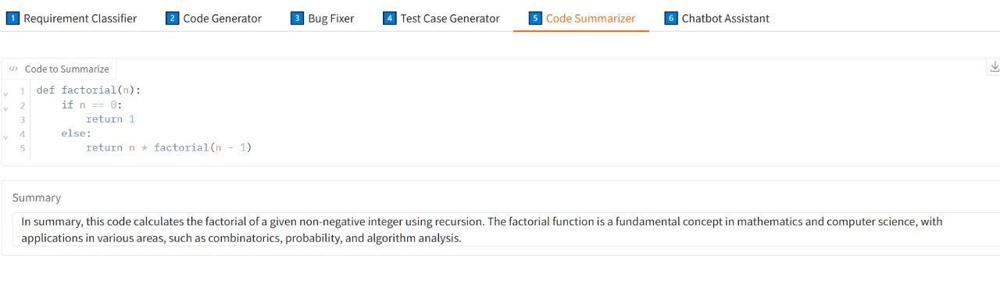 1 Requirement Classifier 2 Code Generator 3 Bug Fixer 4 Test Case Generator 5 Code Summarizer 6 Chatbot Assistant
</> Code to Summarize
1 def factorial(n):
2     if n == 0:
3         return 1
4     else:
5         return n * factorial(n - 1)
Summary
In summary, this code calculates the factorial of a given non-negative integer using recursion. The factorial function is a fundamental concept in mathematics and computer science, with
applications in various areas, such as combinatorics, probability, and algorithm analysis.